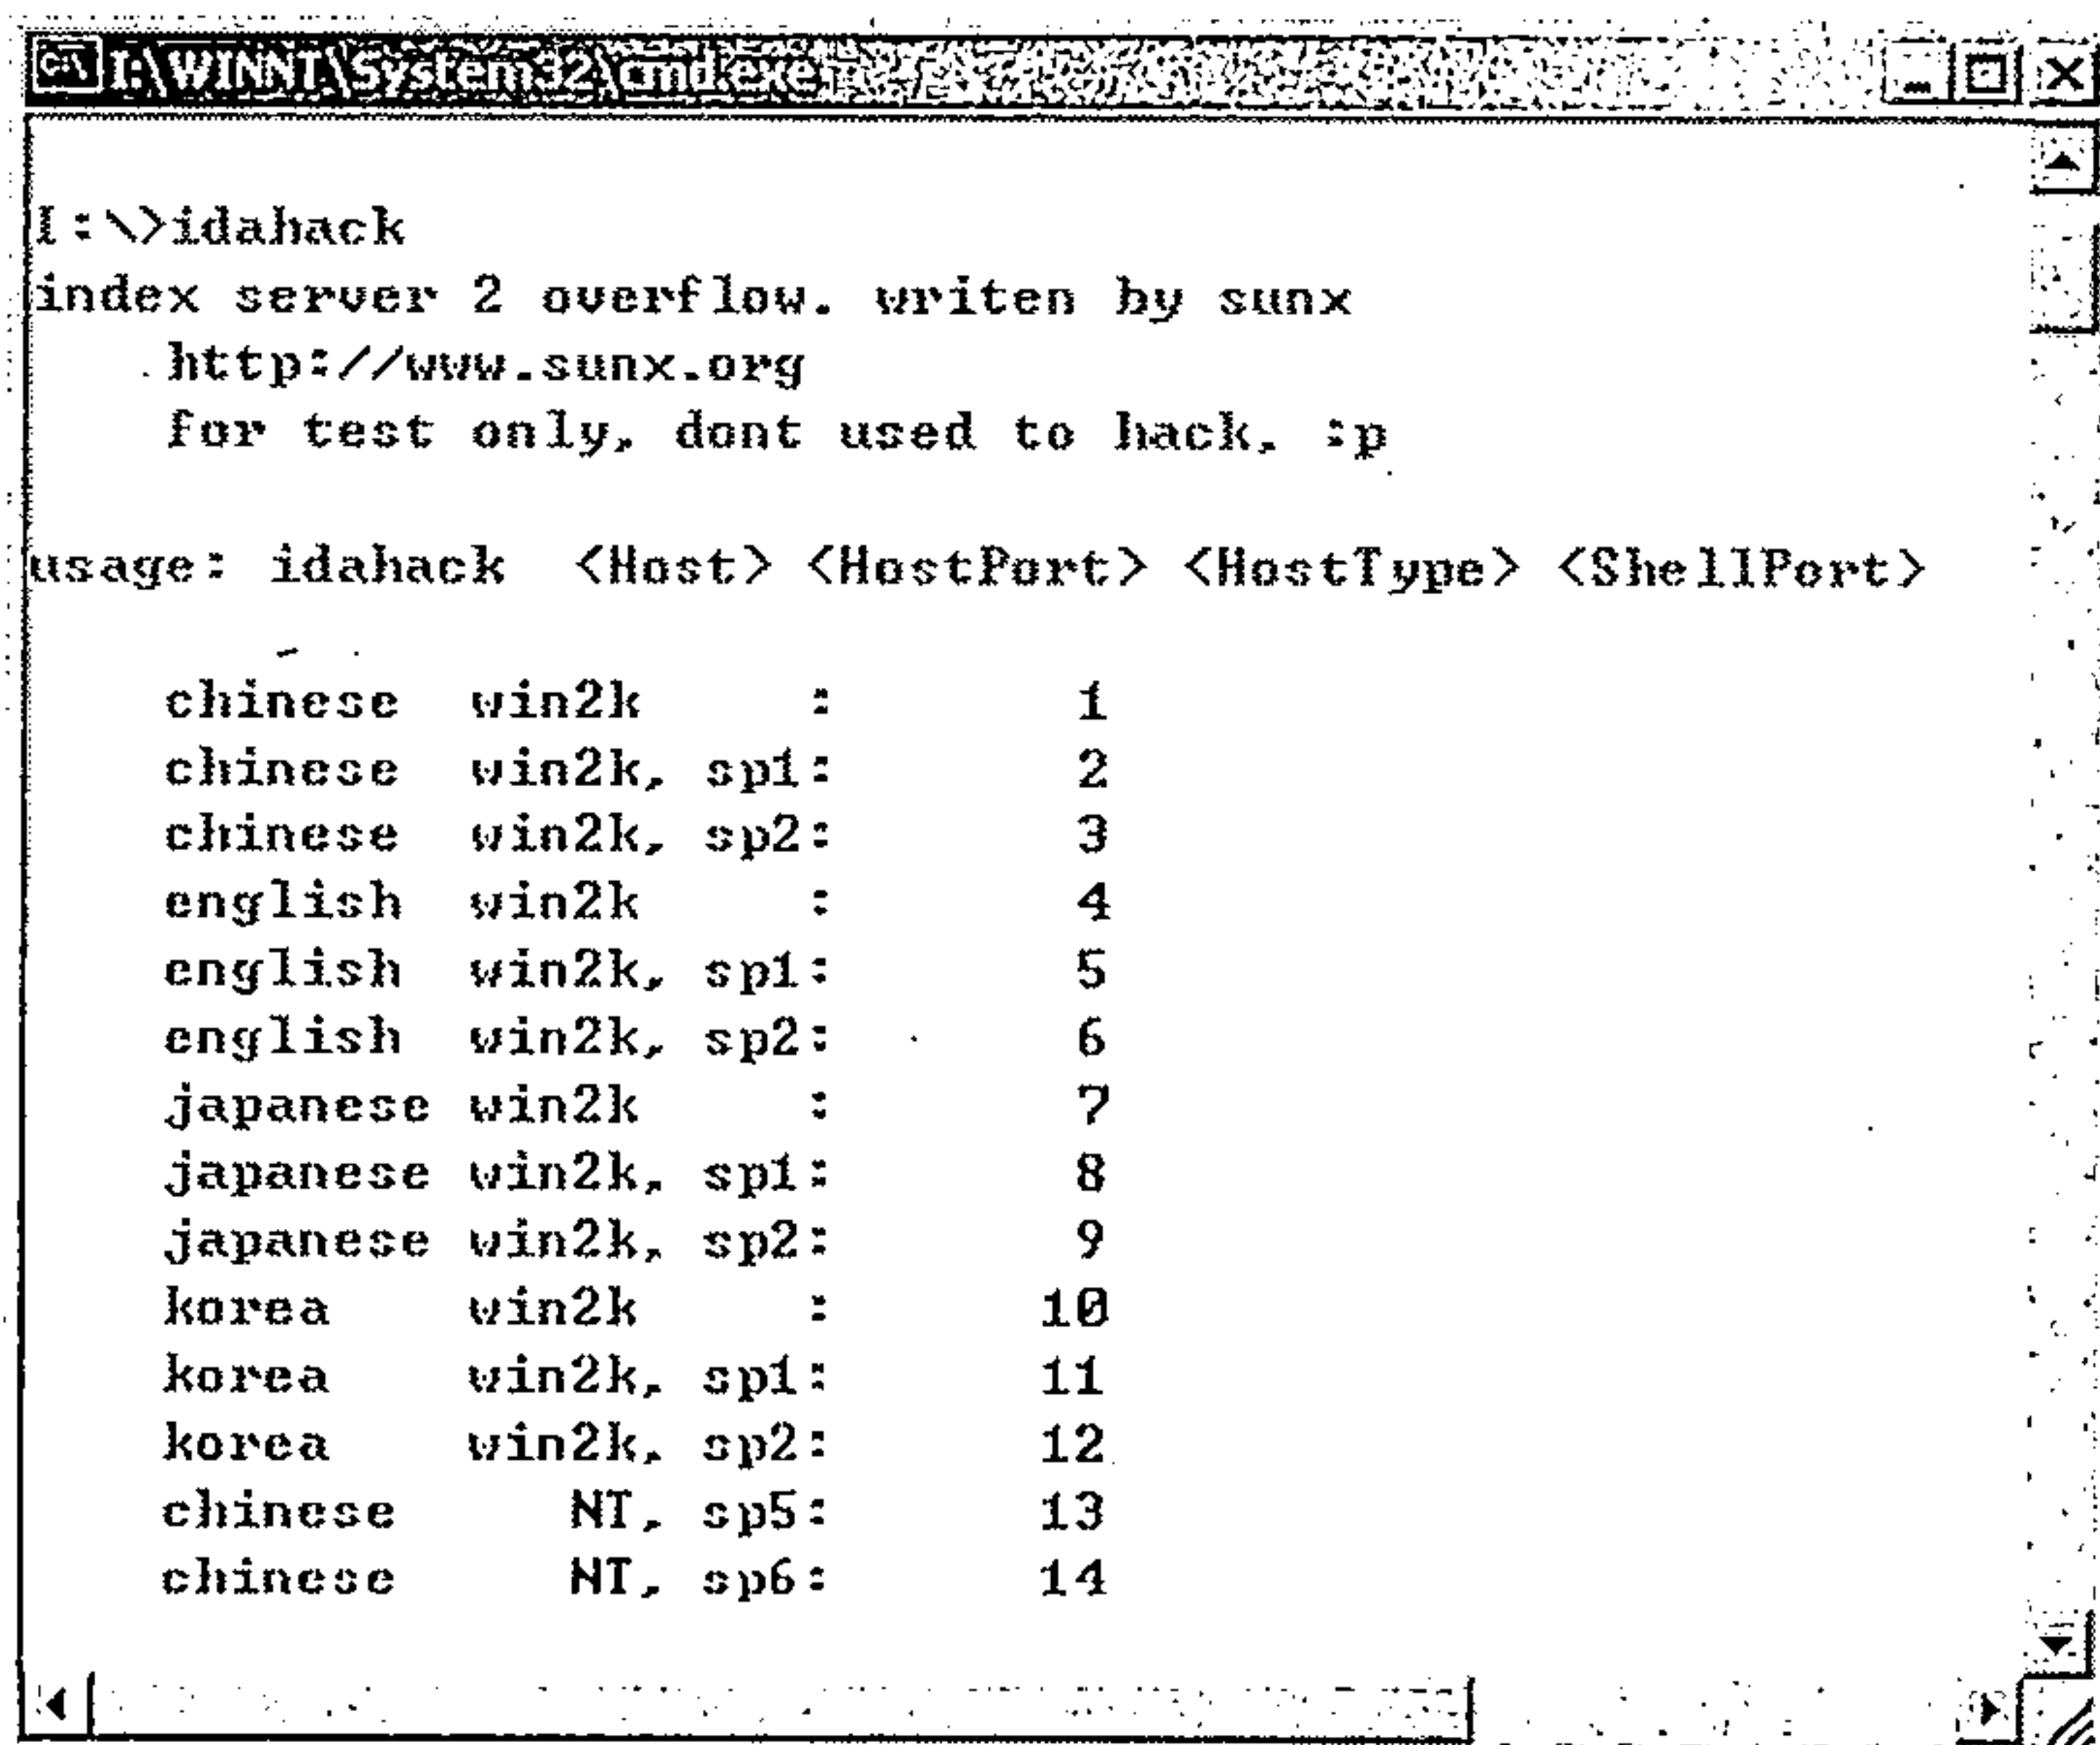 I:\WINNT\System32\cmd.exe
I:\>idahack
index server 2 overflow. writen by sunx
http://www.sunx.org
for test only, dont used to hack, :p
usage: idahack <Host> <HostPort> <HostType> <ShellPort>
chinese win2k : 1
chinese win2k, sp1: 2
chinese win2k, sp2: 3
english win2k : 4
english win2k, sp1: 5
english win2k, sp2: 6
japanese win2k : 7
japanese win2k, sp1: 8
japanese win2k, sp2: 9
korea win2k : 10
korea win2k, sp1: 11
korea win2k, sp2: 12
chinese NT, sp5: 13
chinese NT, sp6: 14